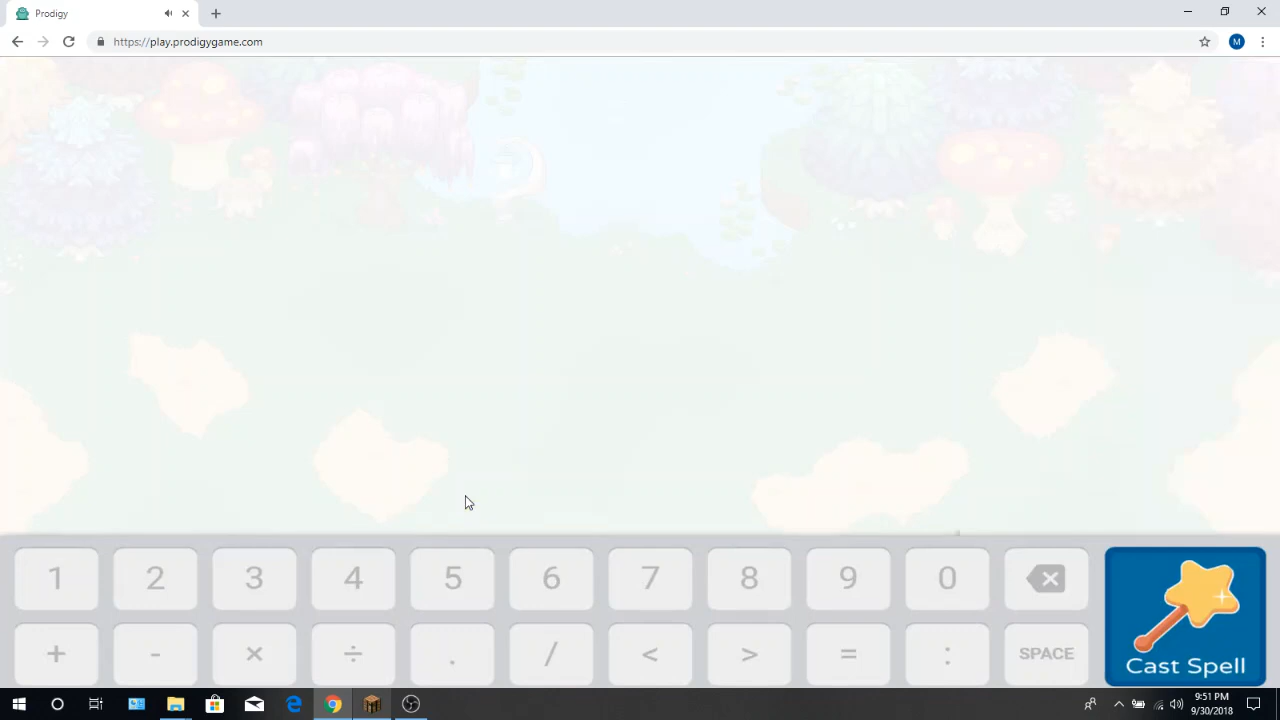 Prodigy
https://play.prodigygame.com
M
1 2 3 4 5 6 7 8 9 0
+ - × ÷ . / < > = : SPACE
Cast Spell
9:51 PM
9/30/2018